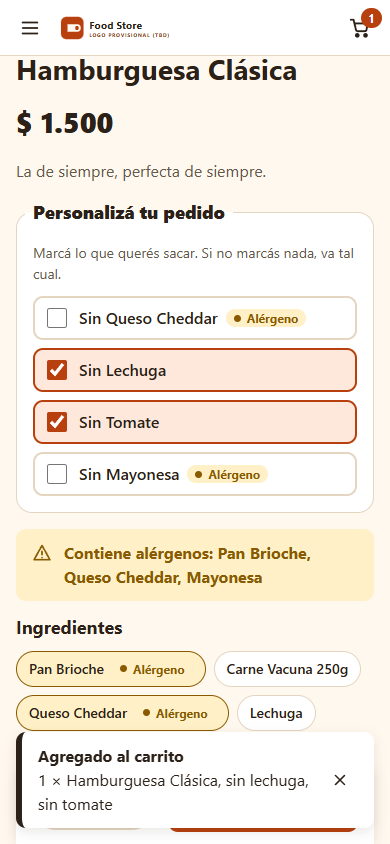 Food Store
LOGO PROVISIONAL (TBD)
1
Hamburguesa Clásica
$ 1.500
La de siempre, perfecta de siempre.
Personalizá tu pedido
Marcá lo que querés sacar. Si no marcás nada, va tal
cual.
Sin Queso Cheddar Alérgeno
Sin Lechuga
Sin Tomate
Sin Mayonesa Alérgeno
Contiene alérgenos: Pan Brioche,
Queso Cheddar, Mayonesa
Ingredientes
Pan Brioche Alérgeno Carne Vacuna 250g
Queso Cheddar Alérgeno Lechuga
Agregado al carrito
1 × Hamburguesa Clásica, sin lechuga,
sin tomate